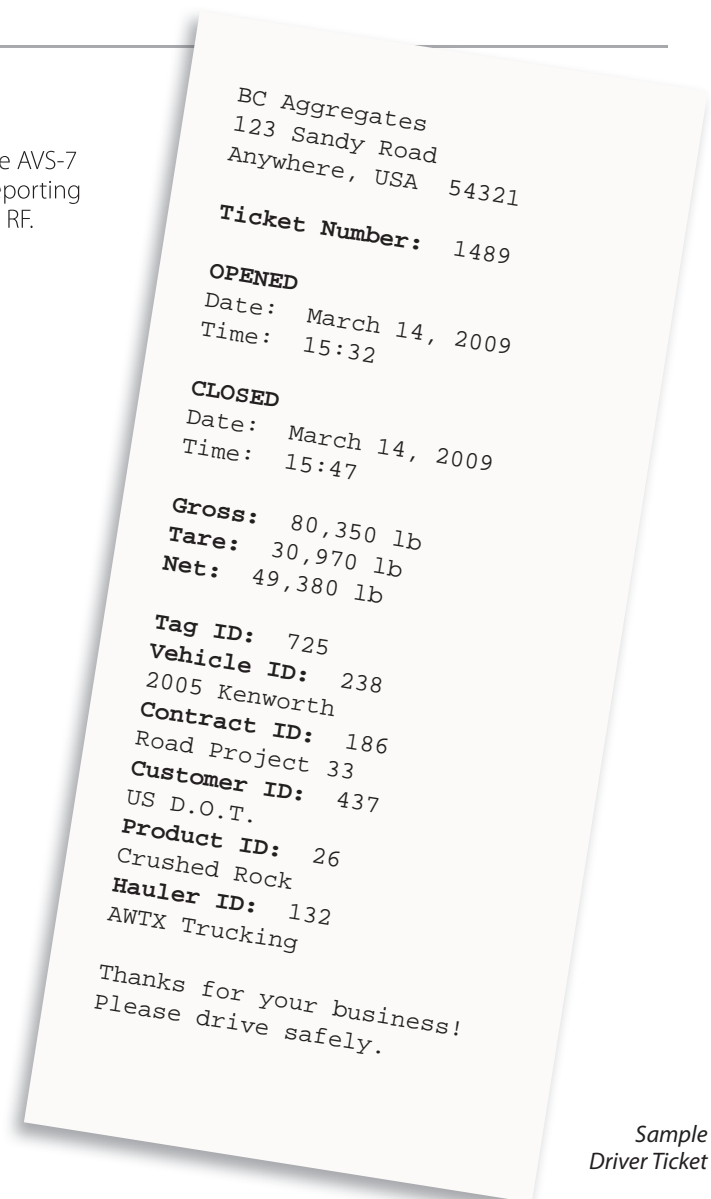 e AVS-7
eporting
RF.
BC Aggregates
123 Sandy Road
Anywhere, USA  54321
Ticket Number:  1489
OPENED
Date:  March 14, 2009
Time:  15:32
CLOSED
Date:  March 14, 2009
Time:  15:47
Gross:  80,350 lb
Tare:  30,970 lb
Net:  49,380 lb
Tag ID:  725
Vehicle ID:  238
2005 Kenworth
Contract ID:  186
Road Project 33
Customer ID:  437
US D.O.T.
Product ID:  26
Crushed Rock
Hauler ID:  132
AWTX Trucking
Thanks for your business!
Please drive safely.
Sample
Driver Ticket